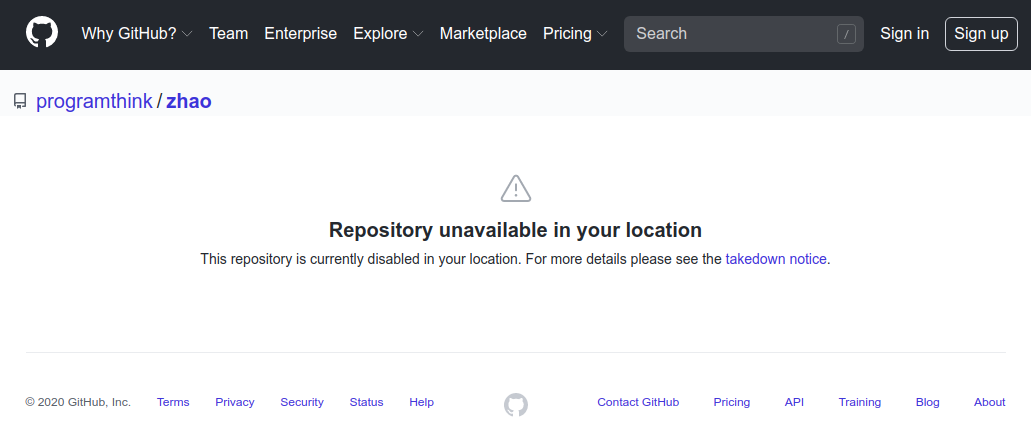 Why GitHub? Team Enterprise Explore Marketplace Pricing Search / Sign in Sign up
programthink / zhao
Repository unavailable in your location
This repository is currently disabled in your location. For more details please see the takedown notice.
© 2020 GitHub, Inc. Terms Privacy Security Status Help Contact GitHub Pricing API Training Blog About